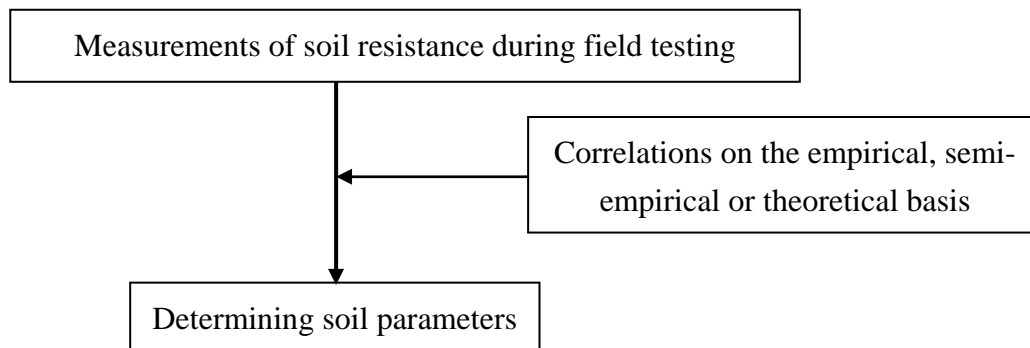 Measurements of soil resistance during field testing
Correlations on the empirical, semi-
empirical or theoretical basis
Determining soil parameters